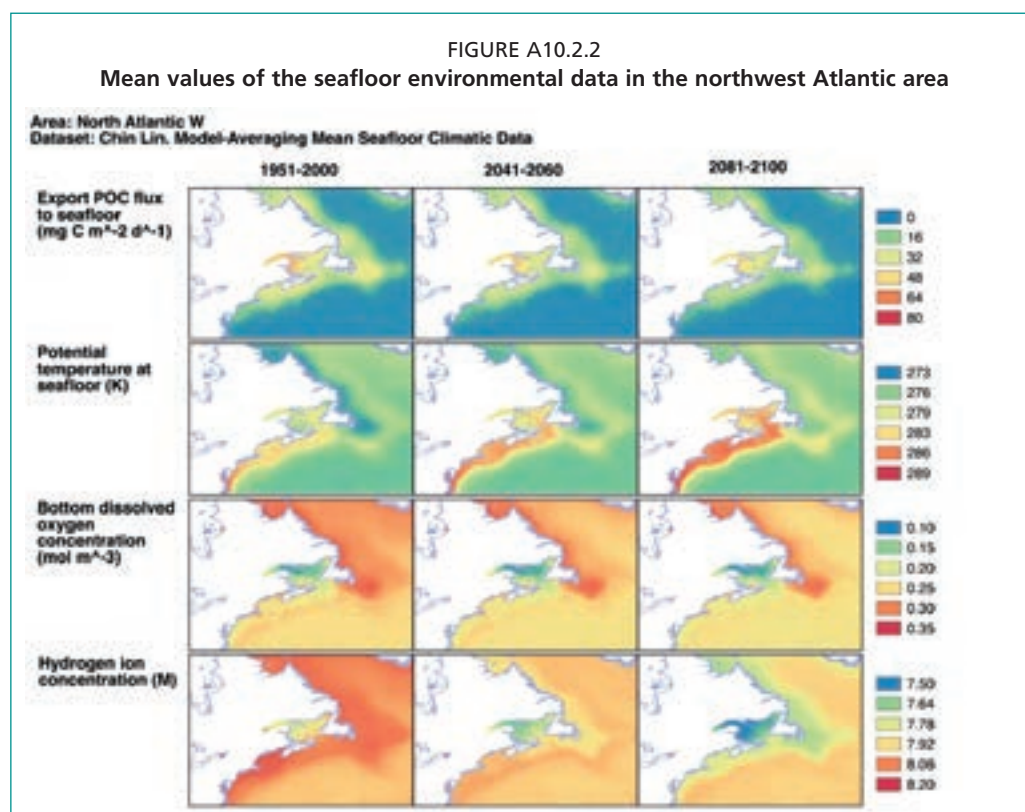 FIGURE A10.2.2
Mean values of the seafloor environmental data in the northwest Atlantic area
Area: North Atlantic W
Dataset: Chin Lin. Model-Averaging Mean Seafloor Climatic Data
1951-2000 2041-2060 2081-2100
Export POC flux
to seafloor
(mg C m^-2 d^-1)
0
16
32
48
64
80
Potential
temperature at
seafloor (K)
273
276
279
283
286
289
Bottom dissolved
oxygen
concentration
(mol m^-3)
0.10
0.15
0.20
0.25
0.30
0.35
Hydrogen ion
concentration (M)
7.50
7.64
7.78
7.92
8.06
8.20